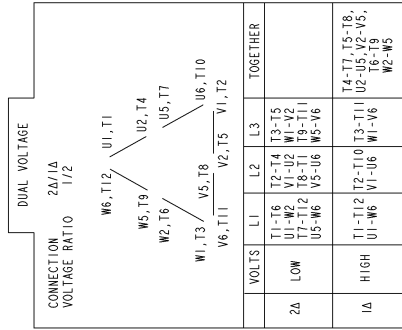 DUAL VOLTAGE
CONNECTION 2Δ/1Δ
VOLTAGE RATIO 1/2
W6,T12 U1,T1
W5,T9 U2,T4
W2,T6 U5,T7
W1,T3 V5,T8 U6,T10
V6,T11 V2,T5 V1,T2
VOLTS L1 L2 L3 TOGETHER
2Δ LOW T1-T6 T2-T4 T3-T5
U1-W2 V1-U2 W1-V2
T7-T12 T8-T1 T9-T11
U5-W6 V5-U6 W5-V6
1Δ HIGH T1-T12 T2-T10 T3-T11 T4-T7,T5-T8,
U1-W6 V1-U6 W1-V6 U2-U5,V2-V5,
T6-T9
W2-W5